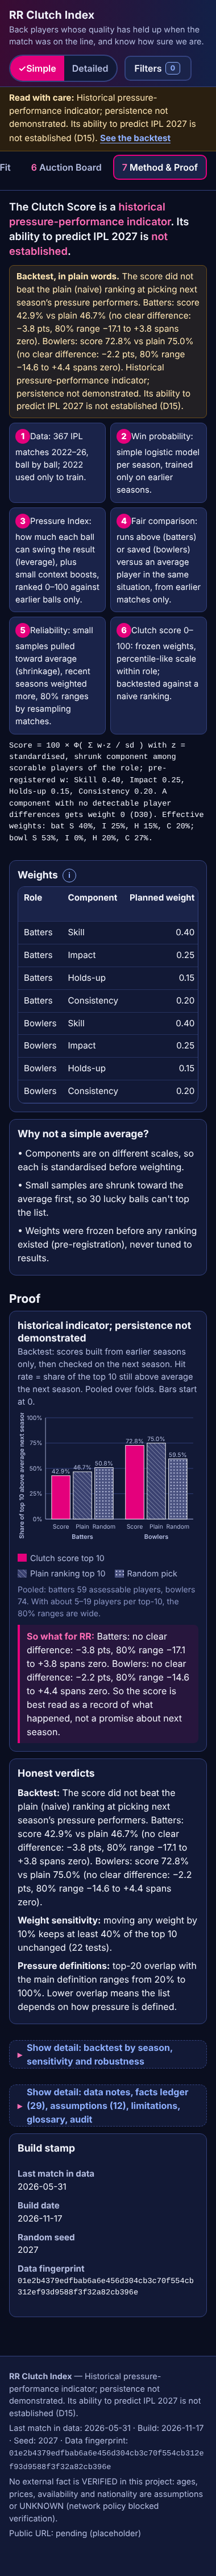 RR Clutch Index
Back players whose quality has held up when the
match was on the line, and know how sure we are.
✓Simple Detailed Filters 0
Read with care: Historical pressure-
performance indicator; persistence not
demonstrated. Its ability to predict IPL 2027 is
not established (D15). See the backtest
Fit 6 Auction Board 7 Method & Proof
The Clutch Score is a historical
pressure-performance indicator. Its
ability to predict IPL 2027 is not
established.
Backtest, in plain words. The score did not
beat the plain (naive) ranking at picking next
season's pressure performers. Batters: score
42.9% vs plain 46.7% (no clear difference:
−3.8 pts, 80% range −17.1 to +3.8 spans
zero). Bowlers: score 72.8% vs plain 75.0%
(no clear difference: −2.2 pts, 80% range
−14.6 to +4.4 spans zero). Historical
pressure-performance indicator;
persistence not demonstrated. Its ability to
predict IPL 2027 is not established (D15).
1 Data: 367 IPL
matches 2022–26,
ball by ball; 2022
used only to train.
2 Win probability:
simple logistic model
per season, trained
only on earlier
seasons.
3 Pressure Index:
how much each ball
can swing the result
(leverage), plus
small context boosts,
ranked 0–100 against
earlier balls only.
4 Fair comparison:
runs above (batters)
or saved (bowlers)
versus an average
player in the same
situation, from earlier
matches only.
5 Reliability: small
samples pulled
toward average
(shrinkage), recent
seasons weighted
more, 80% ranges
by resampling
matches.
6 Clutch score 0–
100: frozen weights,
percentile-like scale
within role;
backtested against a
naive ranking.
Score = 100 × Φ( Σ w·z / sd ) with z =
standardised, shrunk component among
scorable players of the role; pre-
registered w: Skill 0.40, Impact 0.25,
Holds-up 0.15, Consistency 0.20. A
component with no detectable player
differences gets weight 0 (D30). Effective
weights: bat S 40%, I 25%, H 15%, C 20%;
bowl S 53%, I 0%, H 20%, C 27%.
Weights i
Role Component Planned weight
Batters Skill 0.40
Batters Impact 0.25
Batters Holds-up 0.15
Batters Consistency 0.20
Bowlers Skill 0.40
Bowlers Impact 0.25
Bowlers Holds-up 0.15
Bowlers Consistency 0.20
Why not a simple average?
• Components are on different scales, so
each is standardised before weighting.
• Small samples are shrunk toward the
average first, so 30 lucky balls can't top
the list.
• Weights were frozen before any ranking
existed (pre-registration), never tuned to
results.
Proof
historical indicator; persistence not
demonstrated
Backtest: scores built from earlier seasons
only, then checked on the next season. Hit
rate = share of the top 10 still above average
the next season. Pooled over folds. Bars start
at 0.
Share of top 10 above average next season
100%
75%
50%
25%
0%
42.9% 46.7% 50.8% 72.8% 75.0% 59.5%
Score Plain Random Score Plain Random
Batters Bowlers
Clutch score top 10
Plain ranking top 10 Random pick
Pooled: batters 59 assessable players, bowlers
74. With about 5–19 players per top-10, the
80% ranges are wide.
So what for RR: Batters: no clear
difference: −3.8 pts, 80% range −17.1
to +3.8 spans zero. Bowlers: no clear
difference: −2.2 pts, 80% range −14.6
to +4.4 spans zero. So the score is
best read as a record of what
happened, not a promise about next
season.
Honest verdicts
Backtest: The score did not beat the
plain (naive) ranking at picking next
season's pressure performers. Batters:
score 42.9% vs plain 46.7% (no clear
difference: −3.8 pts, 80% range −17.1
to +3.8 spans zero). Bowlers: score 72.8%
vs plain 75.0% (no clear difference: −2.2
pts, 80% range −14.6 to +4.4 spans
zero).
Weight sensitivity: moving any weight by
10% keeps at least 40% of the top 10
unchanged (22 tests).
Pressure definitions: top-20 overlap with
the main definition ranges from 20% to
100%. Lower overlap means the list
depends on how pressure is defined.
▸ Show detail: backtest by season,
sensitivity and robustness
▸ Show detail: data notes, facts ledger
(29), assumptions (12), limitations,
glossary, audit
Build stamp
Last match in data
2026-05-31
Build date
2026-11-17
Random seed
2027
Data fingerprint
01e2b4379edfbab6a6e456d304cb3c70f554cb
312ef93d9588f3f32a82cb396e
RR Clutch Index — Historical pressure-
performance indicator; persistence not
demonstrated. Its ability to predict IPL 2027 is not
established (D15).
Last match in data: 2026-05-31 · Build: 2026-11-17
· Seed: 2027 · Data fingerprint:
01e2b4379edfbab6a6e456d304cb3c70f554cb312e
f93d9588f3f32a82cb396e
No external fact is VERIFIED in this project: ages,
prices, availability and nationality are assumptions
or UNKNOWN (network policy blocked
verification).
Public URL: pending (placeholder)